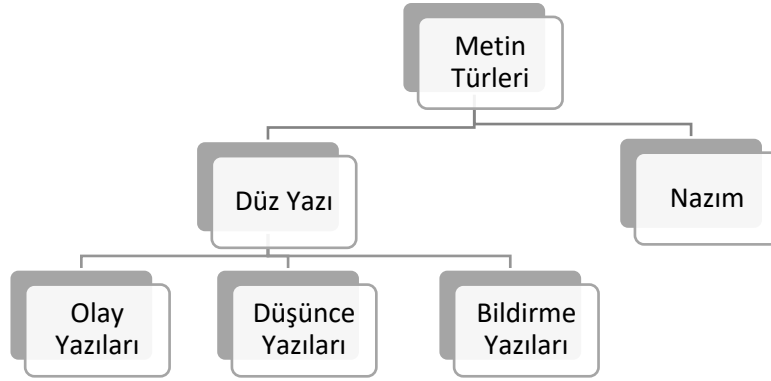 Metin
Türleri
Düz Yazı
Nazım
Olay
Yazıları
Düşünce
Yazıları
Bildirme
Yazıları